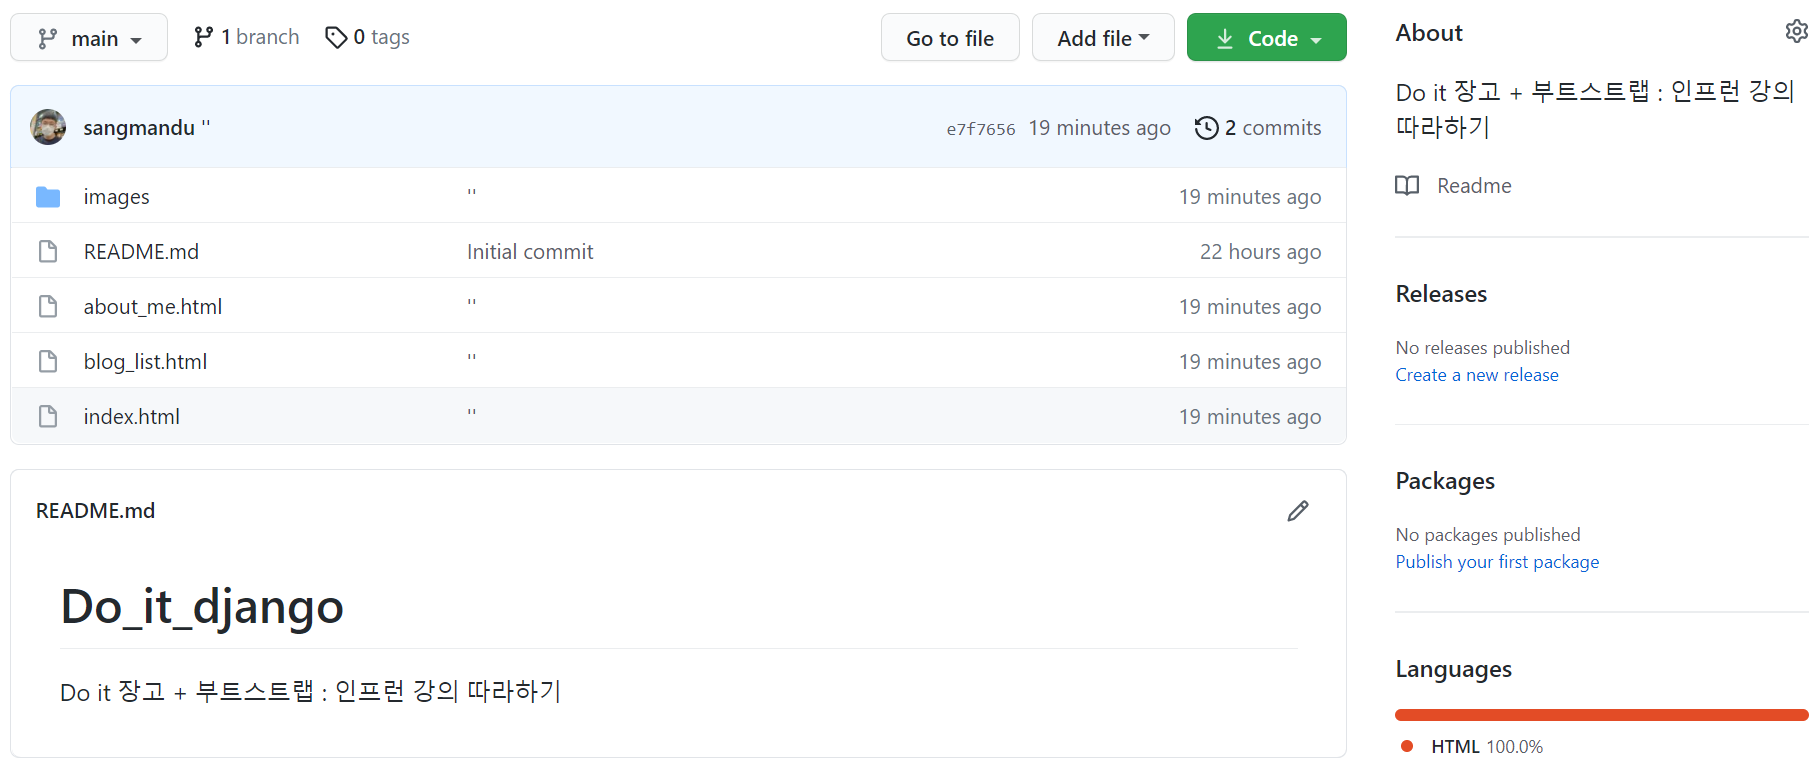 main
1 branch
0 tags
Go to file
Add file
Code
sangmandu ''
e7f7656 19 minutes ago
2 commits
images '' 19 minutes ago
README.md Initial commit 22 hours ago
about_me.html '' 19 minutes ago
blog_list.html '' 19 minutes ago
index.html '' 19 minutes ago
README.md
Do_it_django
Do it 장고 + 부트스트랩 : 인프런 강의 따라하기
About
Do it 장고 + 부트스트랩 : 인프런 강의
따라하기
Readme
Releases
No releases published
Create a new release
Packages
No packages published
Publish your first package
Languages
HTML 100.0%